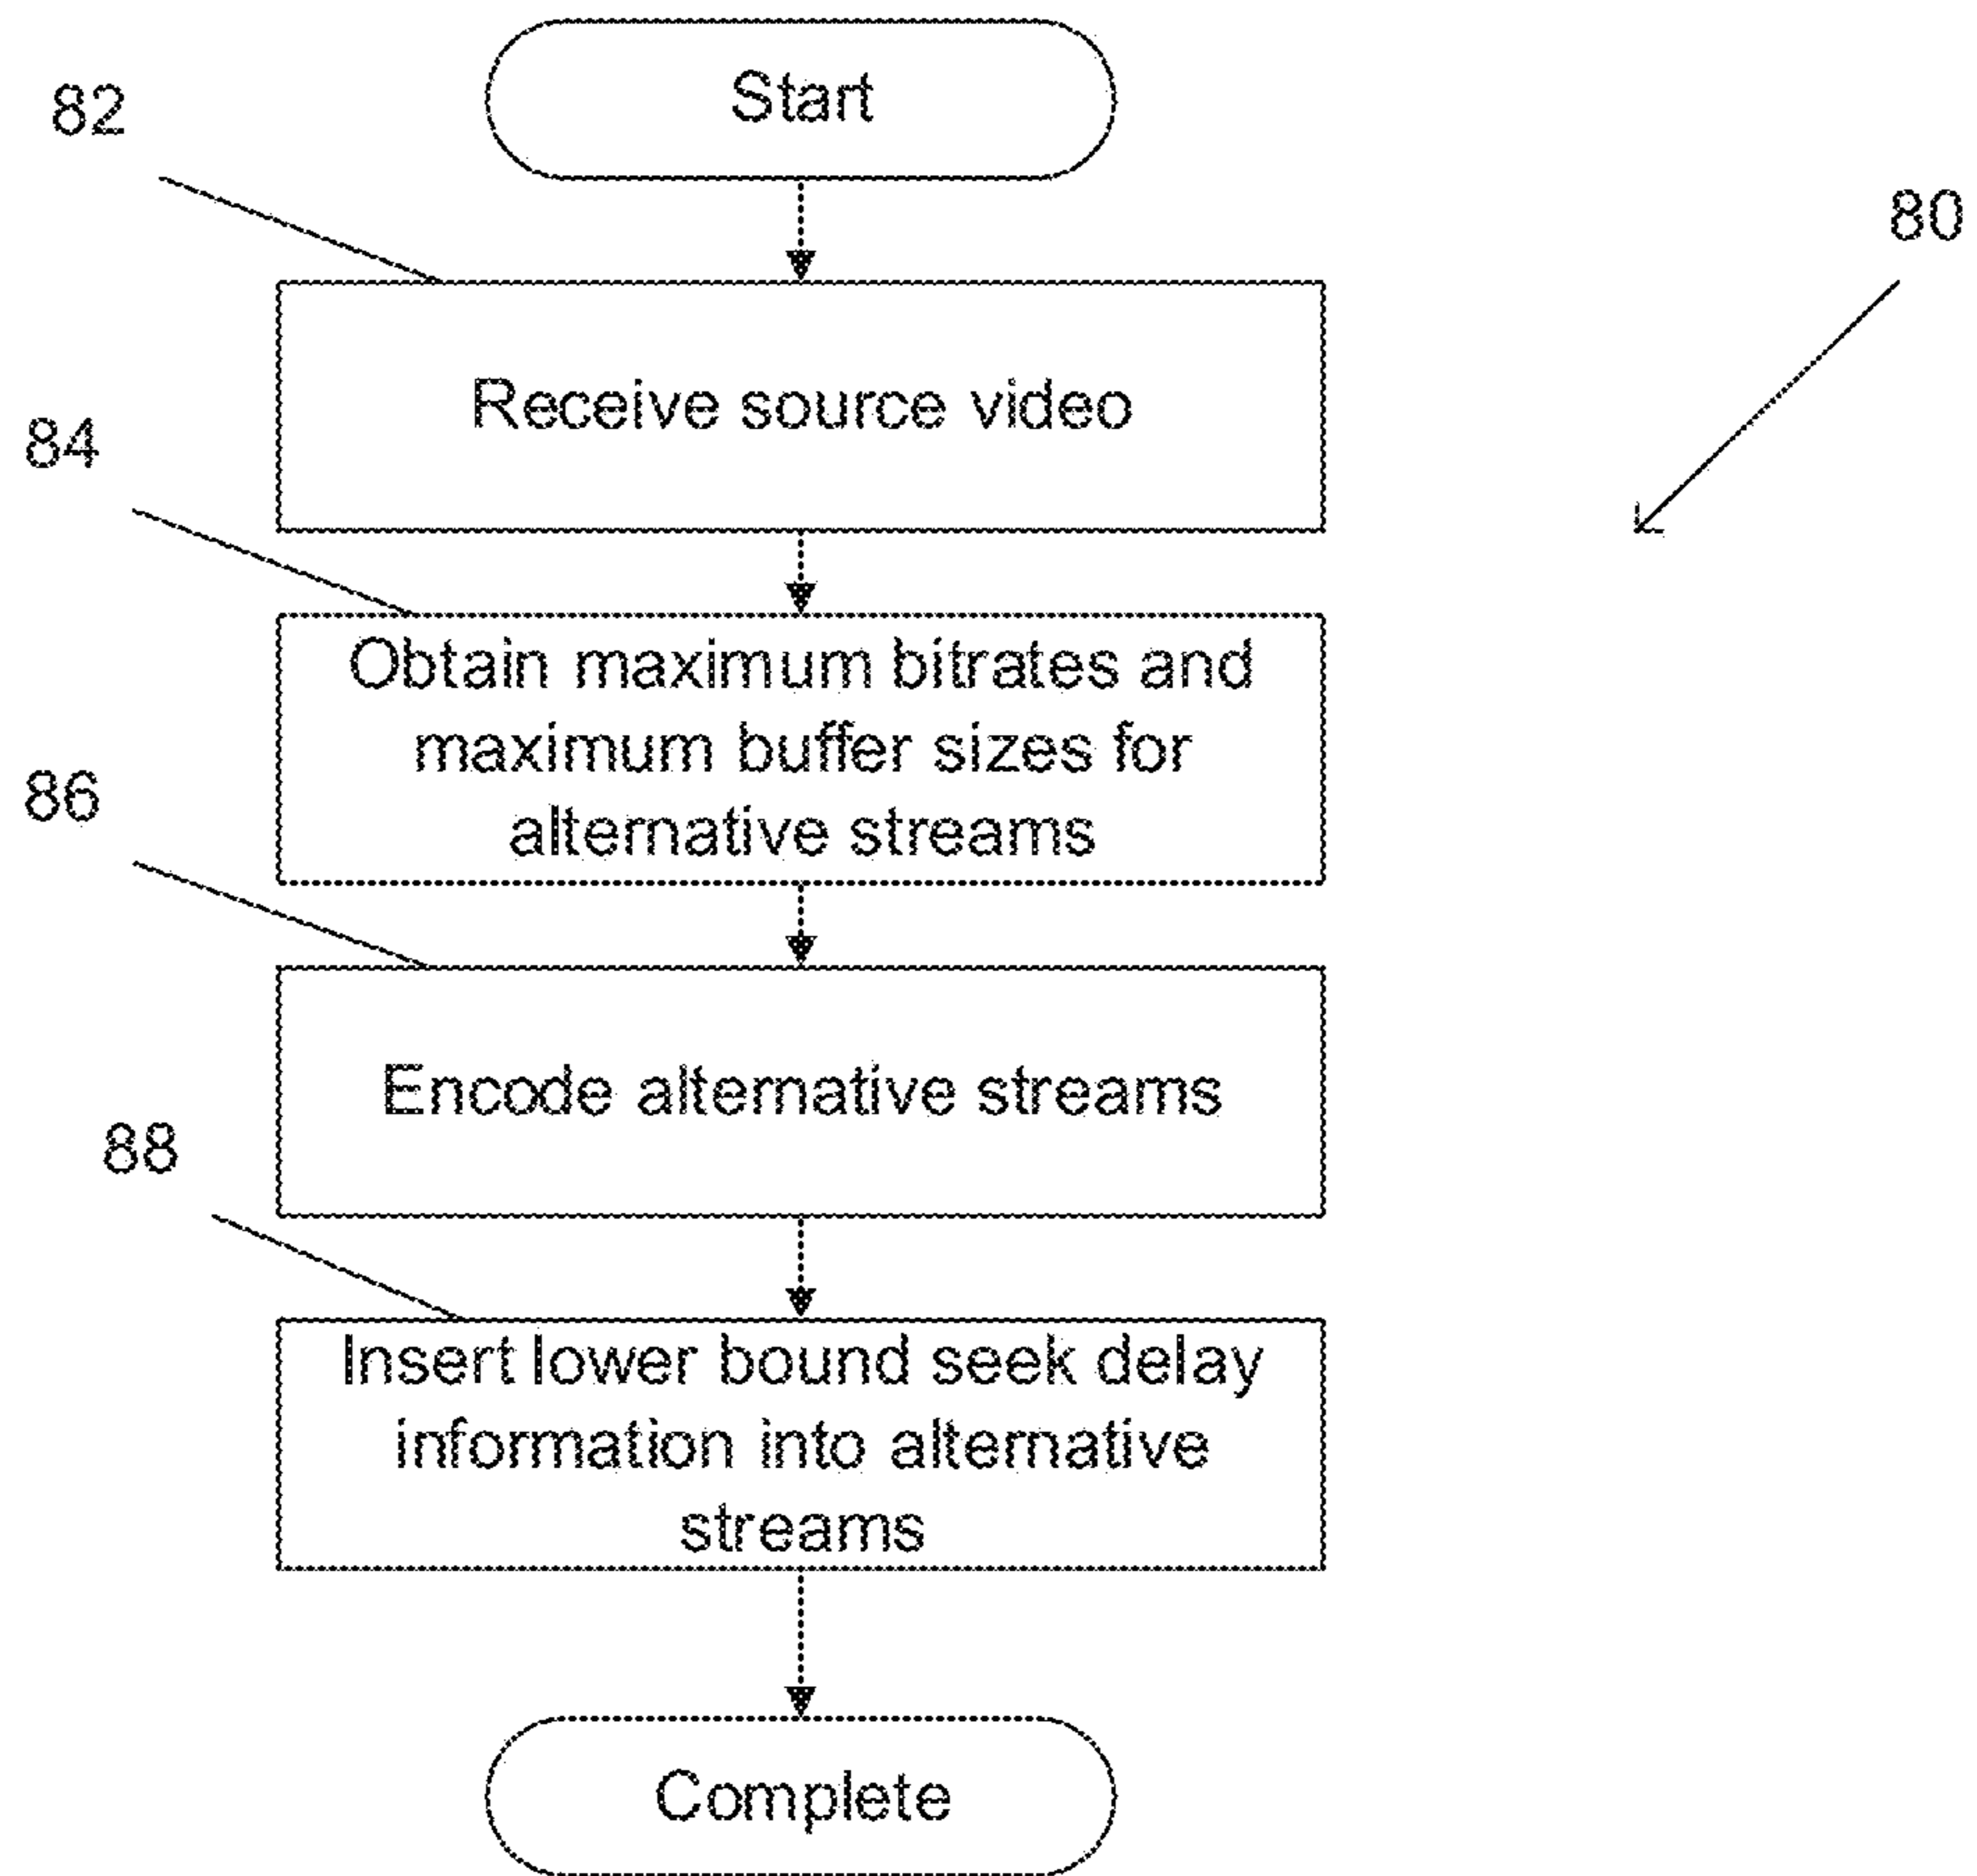 Start
82
80
Receive source video
84
Obtain maximum bitrates and
maximum buffer sizes for
alternative streams
86
Encode alternative streams
88
Insert lower bound seek delay
information into alternative
streams
Complete